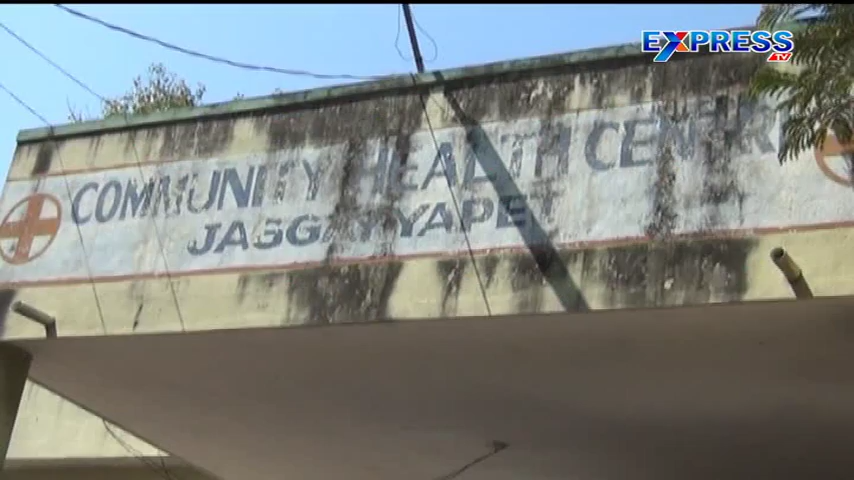 EXPRESS
TV
COMMUNITY HEALTH CENTRE
JAGGAYYAPET